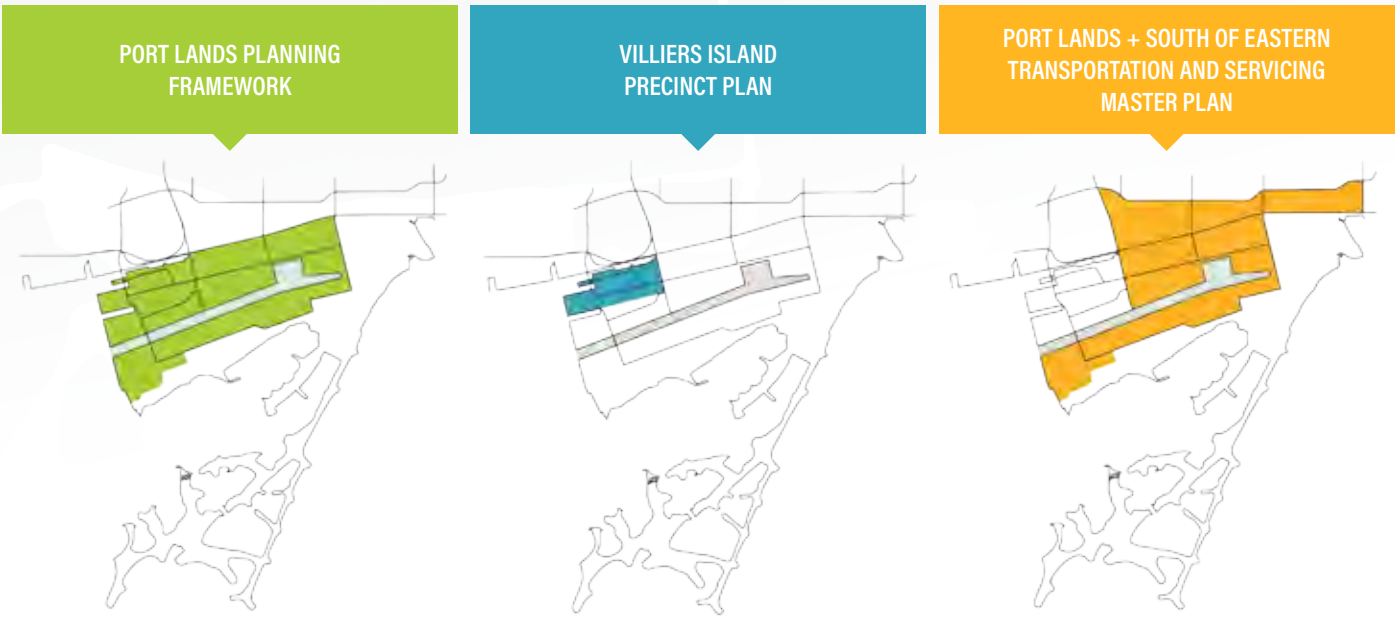 PORT LANDS PLANNING
FRAMEWORK
VILLIERS ISLAND
PRECINCT PLAN
PORT LANDS + SOUTH OF EASTERN
TRANSPORTATION AND SERVICING
MASTER PLAN